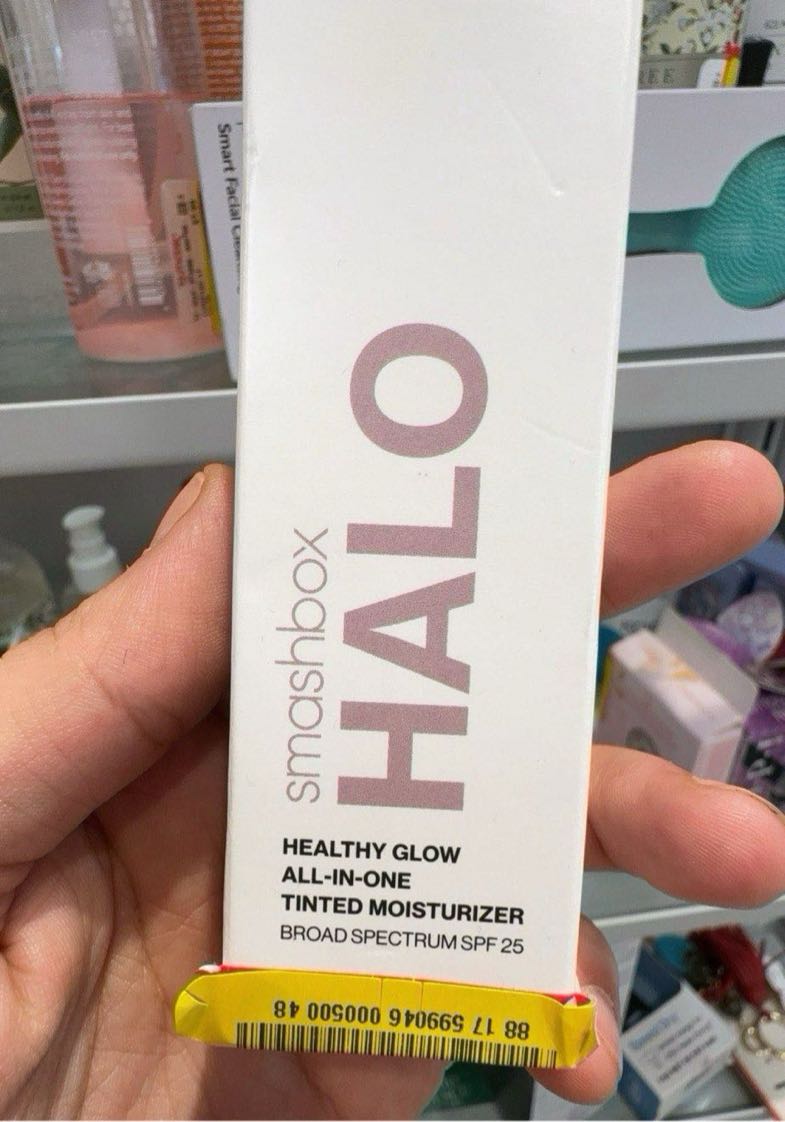 Smart Facial
smashbox
HALO
HEALTHY GLOW
ALL-IN-ONE
TINTED MOISTURIZER
BROAD SPECTRUM SPF 25
88 17 599046 000500 48